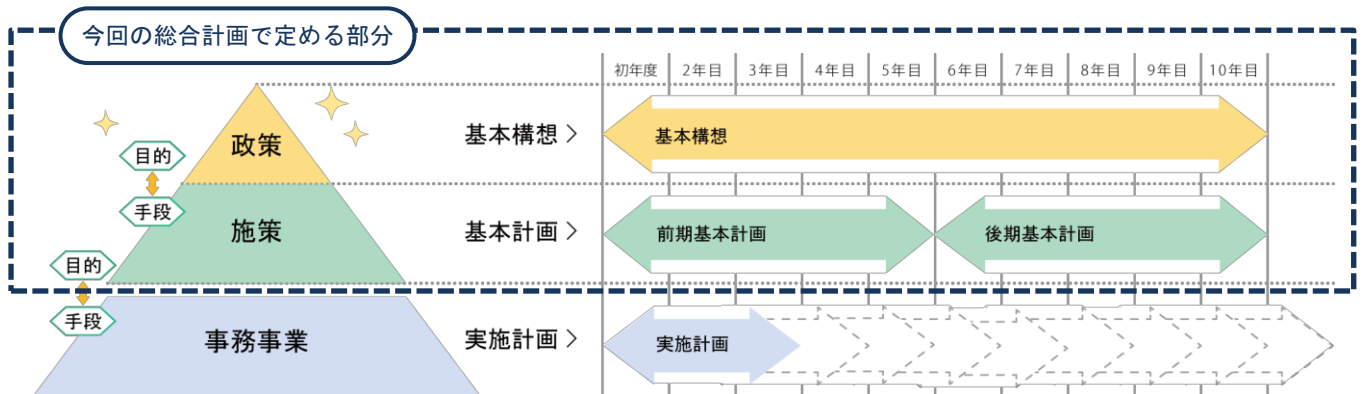 今回の総合計画で定める部分
初年度 2年目 3年目 4年目 5年目 6年目 7年目 8年目 9年目 10年目
政策
基本構想 >
基本構想
目的
手段
施策
基本計画 >
前期基本計画
後期基本計画
目的
手段
事務事業
実施計画 >
実施計画